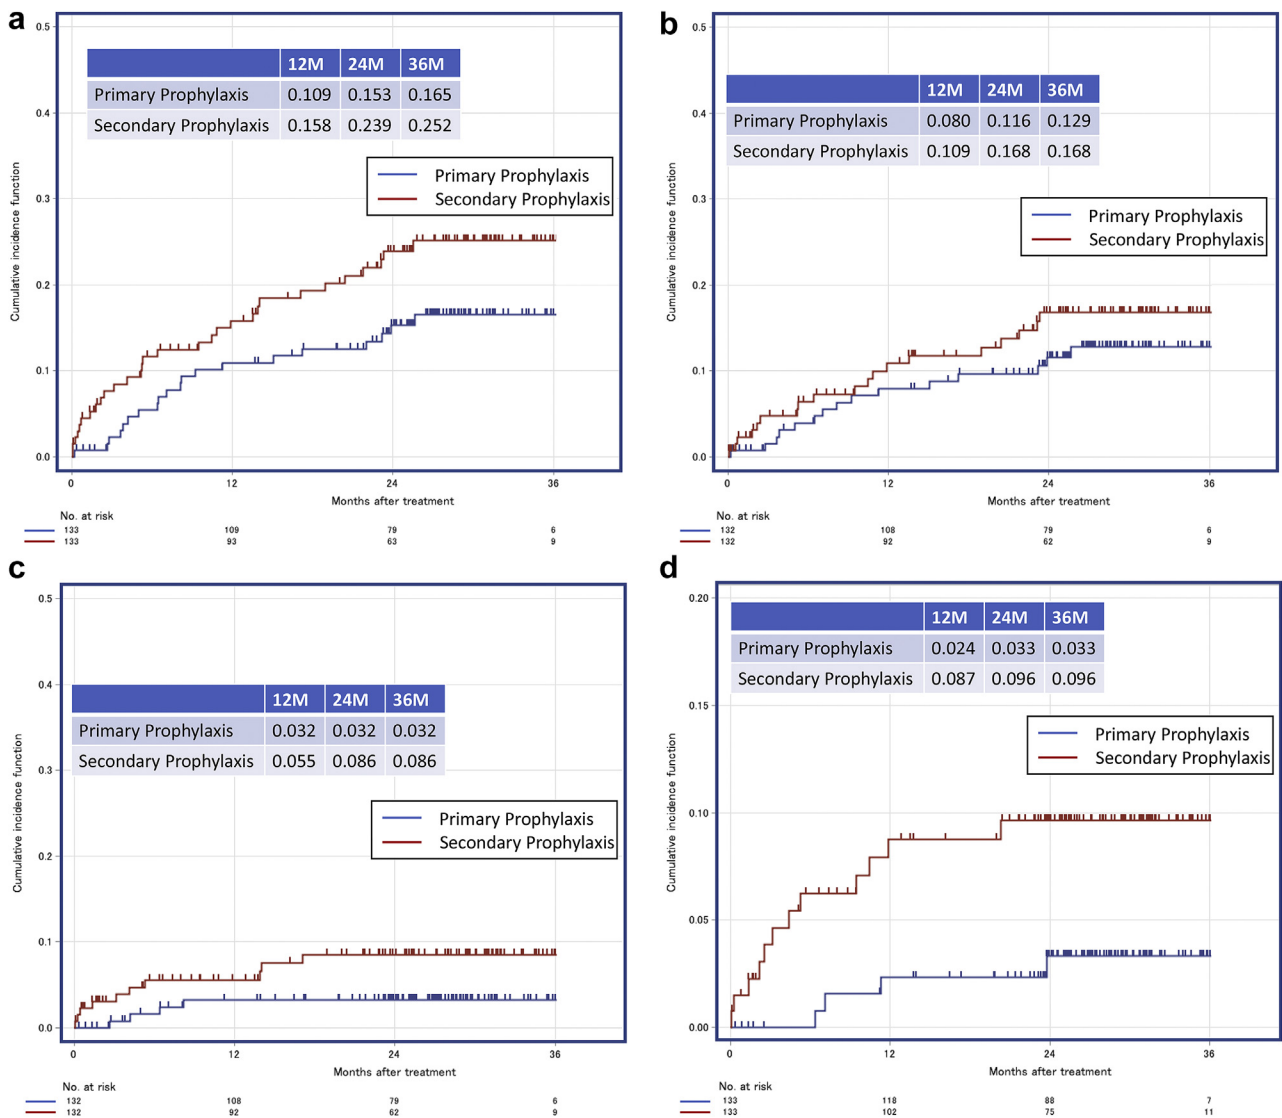 a
0.5
0.4
0.3
0.2
0.1
0.0
Cumulative incidence function
12M 24M 36M
Primary Prophylaxis 0.109 0.153 0.165
Secondary Prophylaxis 0.158 0.239 0.252
Primary Prophylaxis
Secondary Prophylaxis
0 12 24 36
Months after treatment
No. at risk
133 109 79 6
133 93 63 9
b
0.5
0.4
0.3
0.2
0.1
0.0
Cumulative incidence function
12M 24M 36M
Primary Prophylaxis 0.080 0.116 0.129
Secondary Prophylaxis 0.109 0.168 0.168
Primary Prophylaxis
Secondary Prophylaxis
0 12 24 36
Months after treatment
No. at risk
132 108 79 6
132 92 62 9
c
0.5
0.4
0.3
0.2
0.1
0.0
Cumulative incidence function
12M 24M 36M
Primary Prophylaxis 0.032 0.032 0.032
Secondary Prophylaxis 0.055 0.086 0.086
Primary Prophylaxis
Secondary Prophylaxis
0 12 24 36
Months after treatment
No. at risk
132 108 79 6
132 92 62 9
d
0.20
0.15
0.10
0.05
0.00
Cumulative incidence function
12M 24M 36M
Primary Prophylaxis 0.024 0.033 0.033
Secondary Prophylaxis 0.087 0.096 0.096
Primary Prophylaxis
Secondary Prophylaxis
0 12 24 36
Months after treatment
No. at risk
133 118 88 7
133 102 75 11